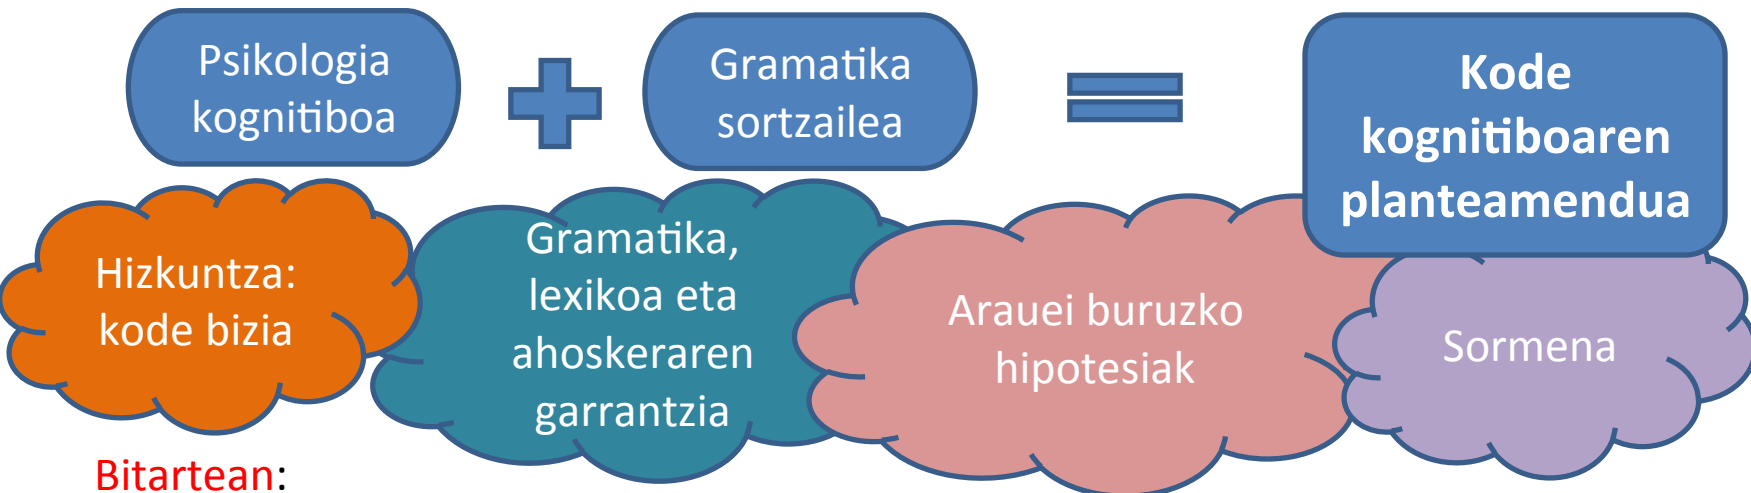 Psikologia
kognitiboa
Gramatika
sortzailea
Kode
kognitiboaren
planteamendua
Hizkuntza:
kode bizia
Gramatika,
lexikoa eta
ahoskeraren
garrantzia
Arauei buruzko
hipotesiak
Sormena
Bitartean: